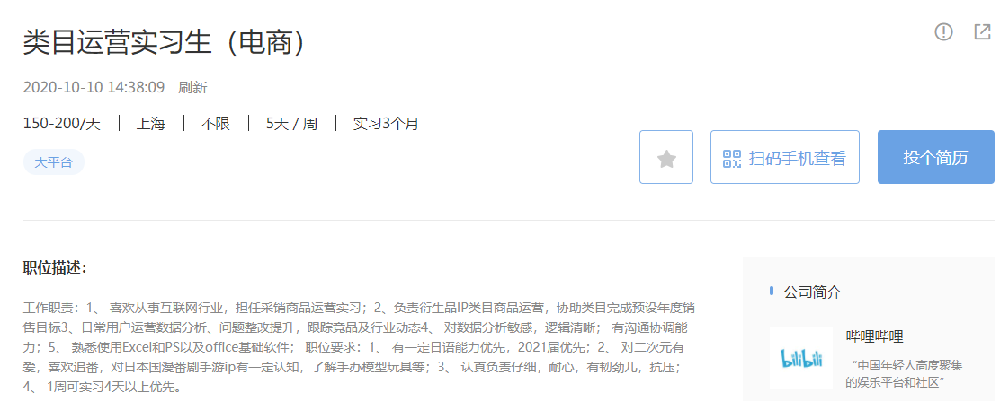 类目运营实习生（电商）
2020-10-10 14:38:09 刷新
150-200/天 | 上海 | 不限 | 5天 / 周 | 实习3个月
大平台
扫码手机查看
投个简历
职位描述：
工作职责：1、 喜欢从事互联网行业，担任采销商品运营实习；2、负责衍生品IP类目商品运营，协助类目完成预设年度销
售目标3、日常用户运营数据分析、问题整改提升，跟踪竞品及行业动态4、 对数据分析敏感，逻辑清晰； 有沟通协调能
力；5、 熟悉使用Excel和PS以及office基础软件； 职位要求：1、 有一定日语能力优先，2021届优先；2、 对二次元有
爱，喜欢追番，对日本国漫番剧手游ip有一定认知，了解手办模型玩具等；3、 认真负责仔细，耐心，有韧劲儿，抗压；
4、 1周可实习4天以上优先。
公司简介
bilibili
哔哩哔哩
“中国年轻人高度聚集
的娱乐平台和社区”